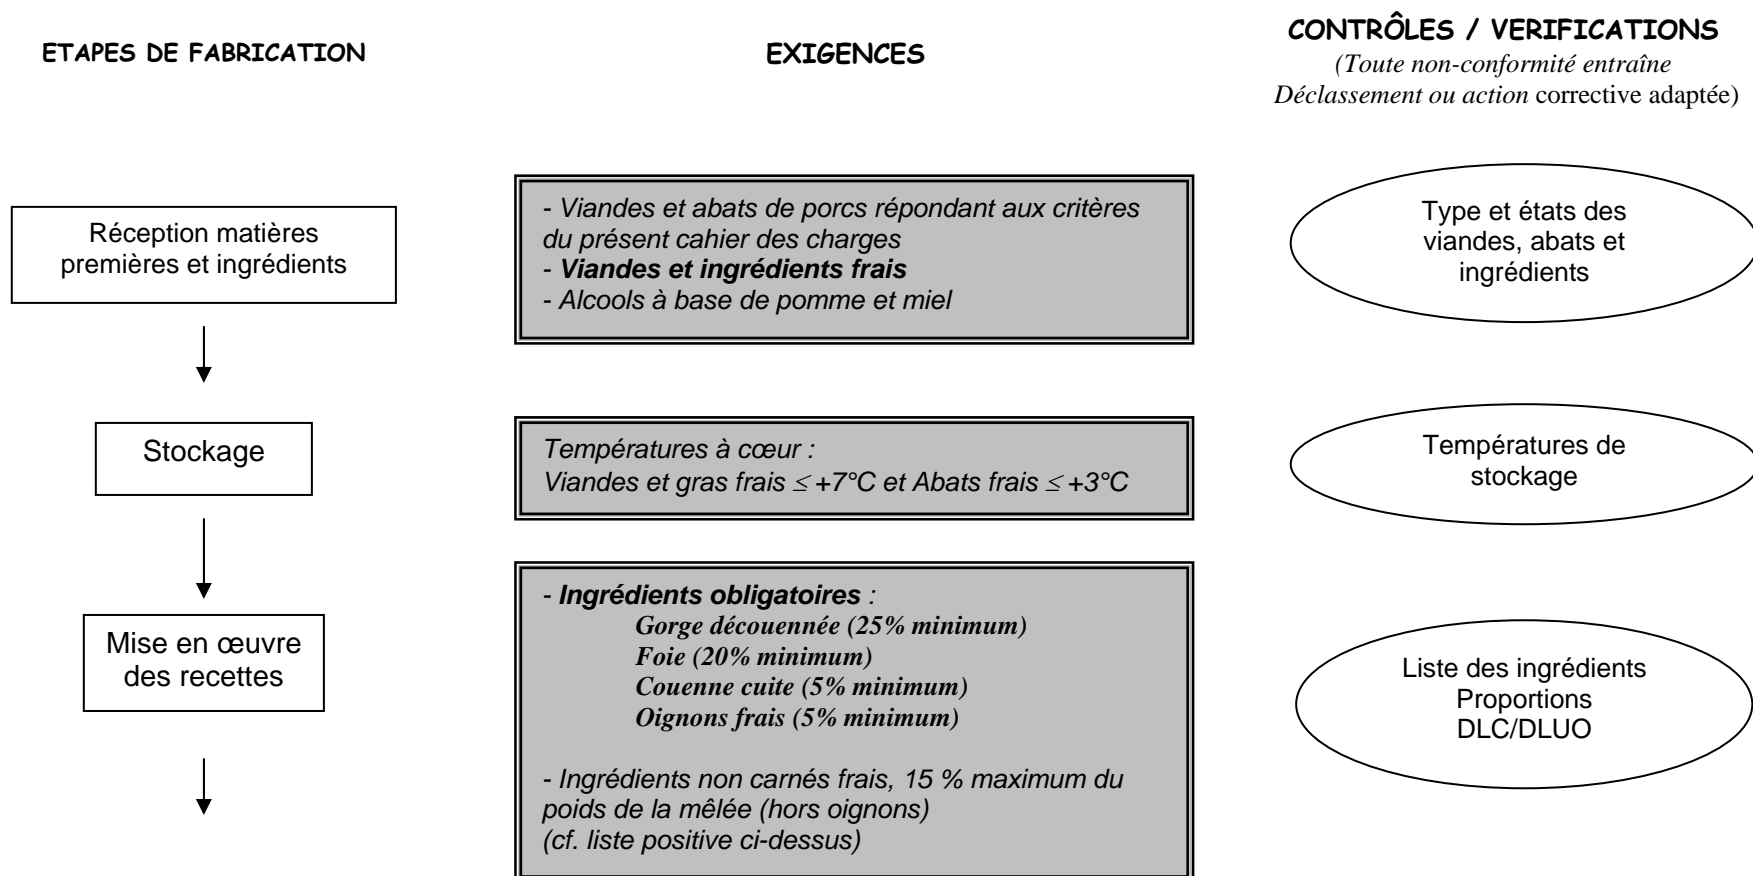 ETAPES DE FABRICATION
EXIGENCES
CONTRÔLES / VERIFICATIONS
(Toute non-conformité entraîne
Déclassement ou action corrective adaptée)
Réception matières
premières et ingrédients
- Viandes et abats de porcs répondant aux critères
du présent cahier des charges
- Viandes et ingrédients frais
- Alcools à base de pomme et miel
Type et états des
viandes, abats et
ingrédients
Stockage
Températures à cœur :
Viandes et gras frais ≤ +7°C et Abats frais ≤ +3°C
Températures de
stockage
Mise en œuvre
des recettes
- Ingrédients obligatoires :
Gorge découennée (25% minimum)
Foie (20% minimum)
Couenne cuite (5% minimum)
Oignons frais (5% minimum)
- Ingrédients non carnés frais, 15 % maximum du
poids de la mêlée (hors oignons)
(cf. liste positive ci-dessus)
Liste des ingrédients
Proportions
DLC/DLUO